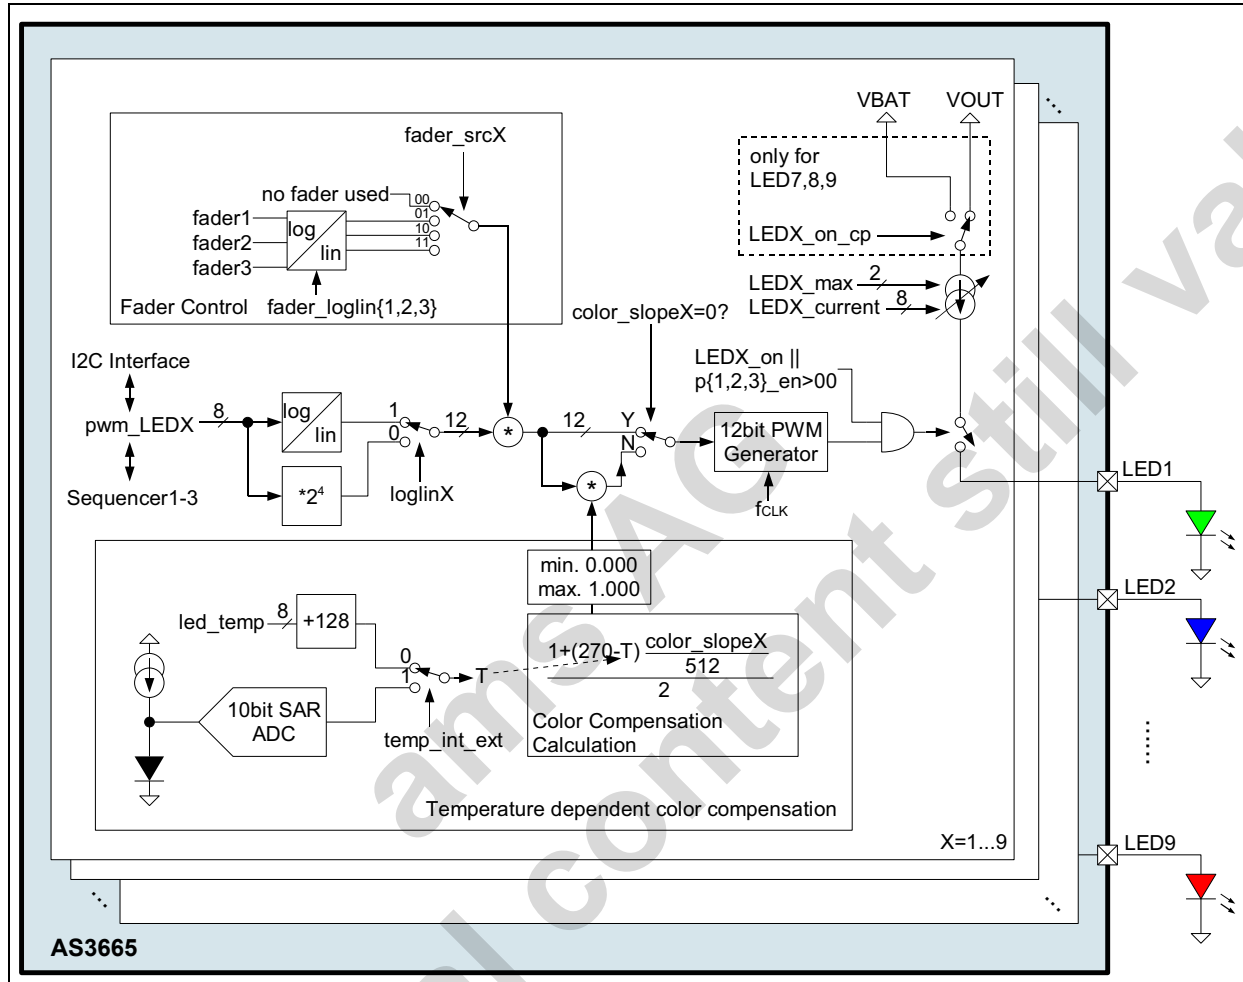 VBAT VOUT
fader_srcX
only for
LED7,8,9
no fader used
00
fader1
01
fader2
10
fader3
11
log
lin
LEDX_on_cp
Fader Control
fader_loglin{1,2,3}
LEDX_max
2
LEDX_current
8
color_slopeX=0?
I2C Interface
LEDX_on ||
p{1,2,3}_en>00
pwm_LEDX
8
log
lin
1
0
12
*
12
Y
N
12bit PWM
Generator
Sequencer1-3
*2⁴
loglinX
*
fCLK
LED1
min. 0.000
max. 1.000
LED2
led_temp
8
+128
1+(270-T) color_slopeX
512
2
0
1
T
10bit SAR
ADC
temp_int_ext
Color Compensation
Calculation
Temperature dependent color compensation
X=1...9
LED9
AS3665
ams AG
al content still val